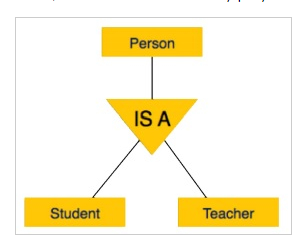 Person
IS A
Student
Teacher